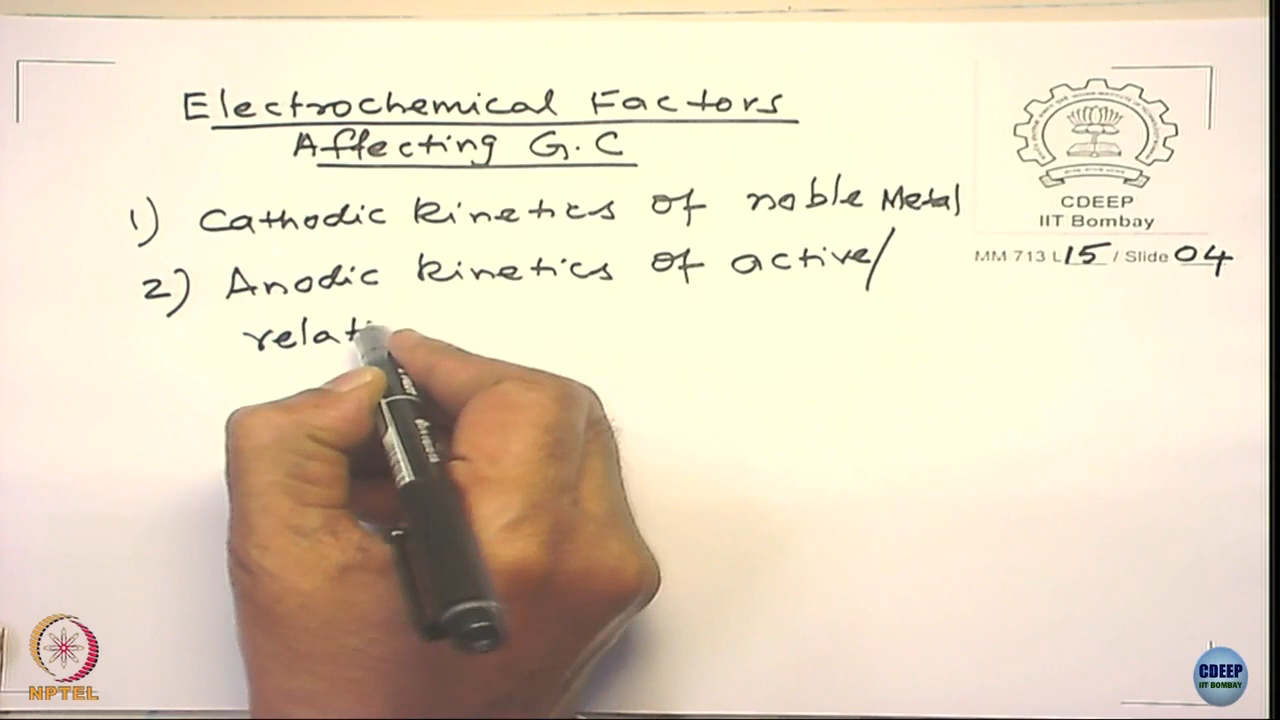 Electrochemical Factors
Affecting G.C
1) Cathodic kinetics of noble Metal
2) Anodic kinetics of active/
CDEEP
IIT Bombay
MM 713 L15 / Slide 04
NPTEL
CDEEP
IIT BOMBAY